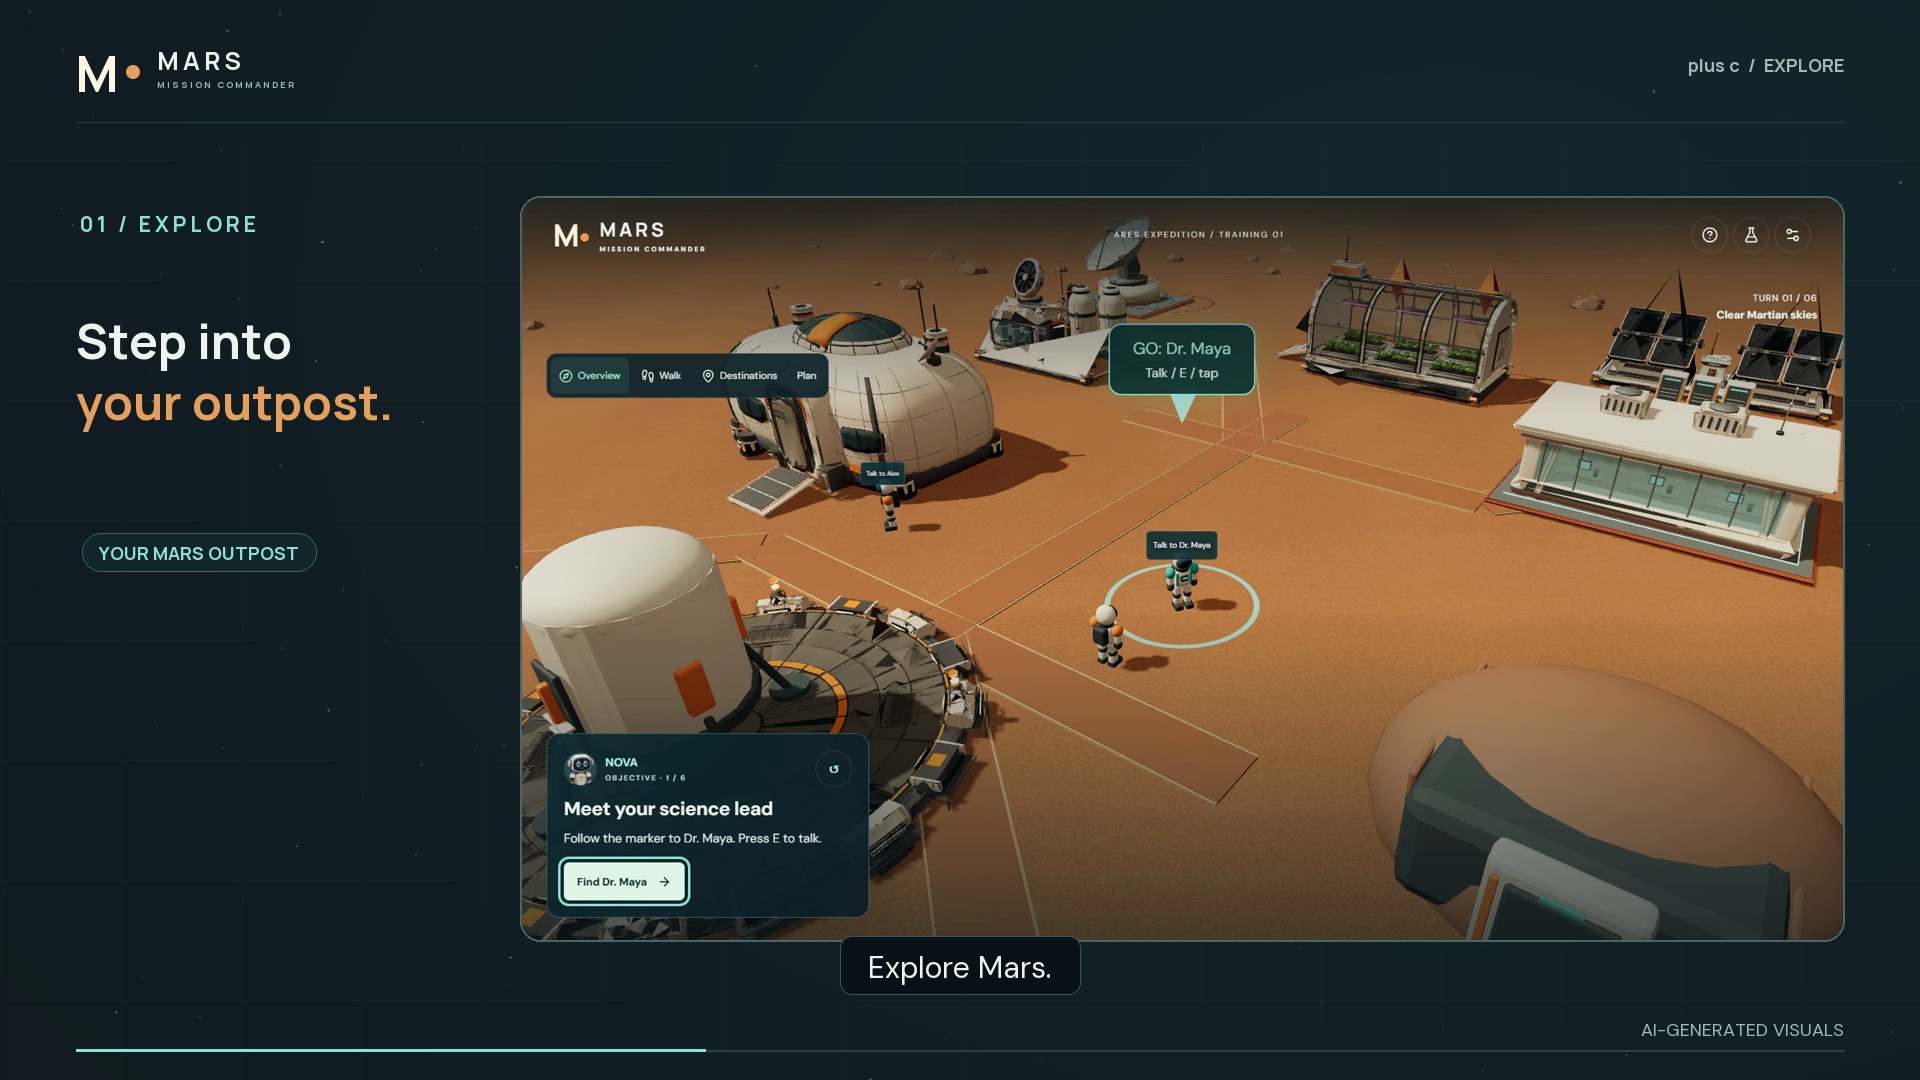 M
MARS
MISSION COMMANDER
plus c / EXPLORE
01 / EXPLORE
Step into
your outpost.
YOUR MARS OUTPOST
M
MARS
MISSION COMMANDER
ARES EXPEDITION / TRAINING 01
TURN 01 / 06
Clear Martian skies
Overview
Walk
Destinations
Plan
GO: Dr. Maya
Talk / E / tap
Talk to Alex
Talk to Dr. Maya
NOVA
OBJECTIVE · 1 / 6
Meet your science lead
Follow the marker to Dr. Maya. Press E to talk.
Find Dr. Maya →
Explore Mars.
AI-GENERATED VISUALS